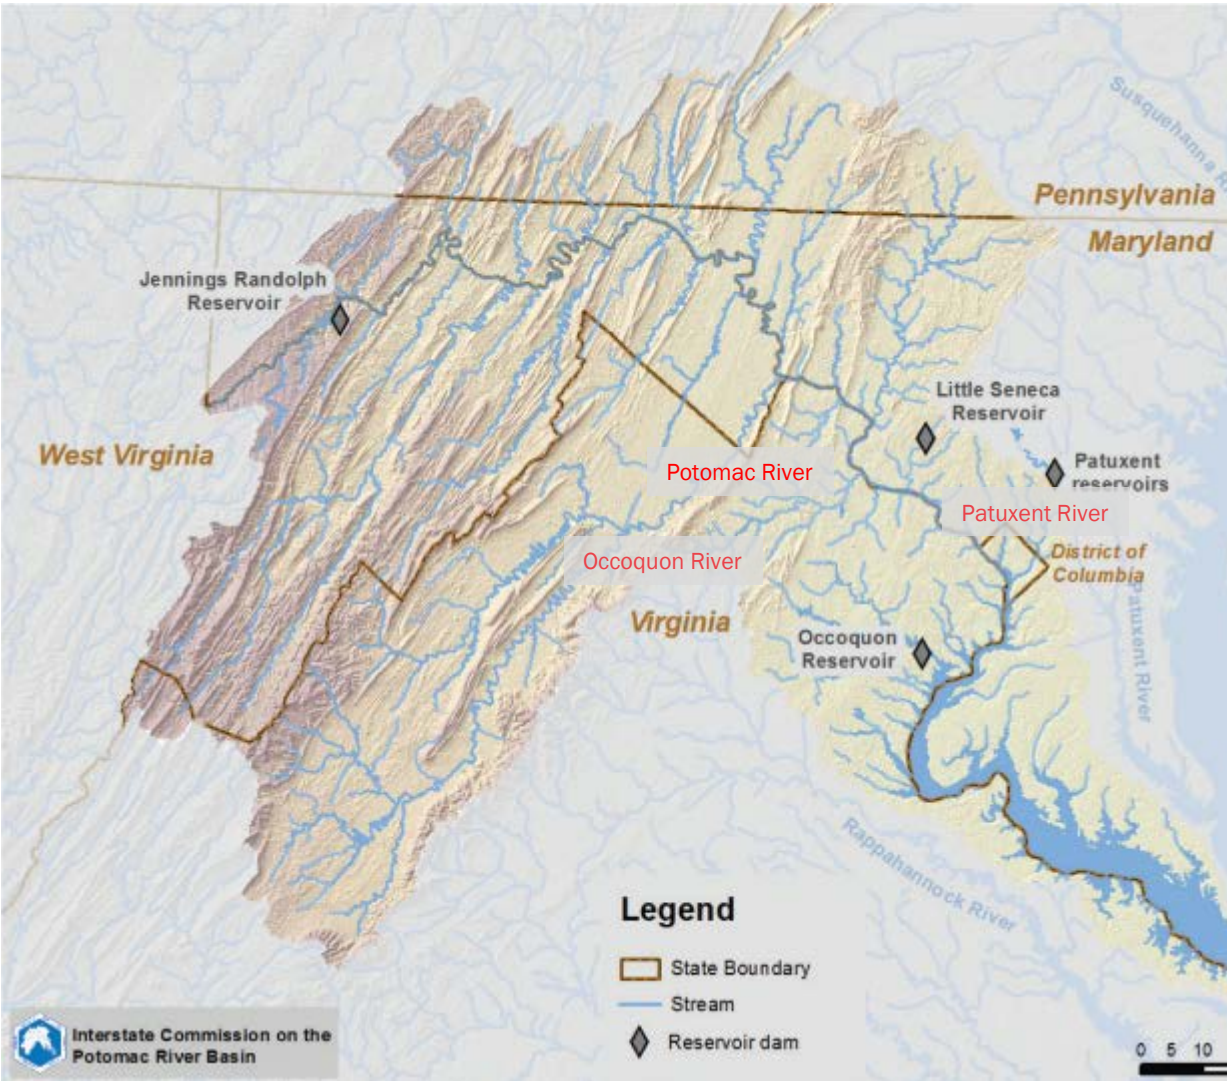 Susquehanna R
Pennsylvania
Maryland
Jennings Randolph
Reservoir
Little Seneca
Reservoir
West Virginia
Potomac River
Patuxent
reservoirs
Patuxent River
Occoquon River
District of
Columbia
Virginia
Occoquon
Reservoir
Patuxent River
Rappahannock River
Legend
State Boundary
Stream
Reservoir dam
Interstate Commission on the
Potomac River Basin
0 5 10